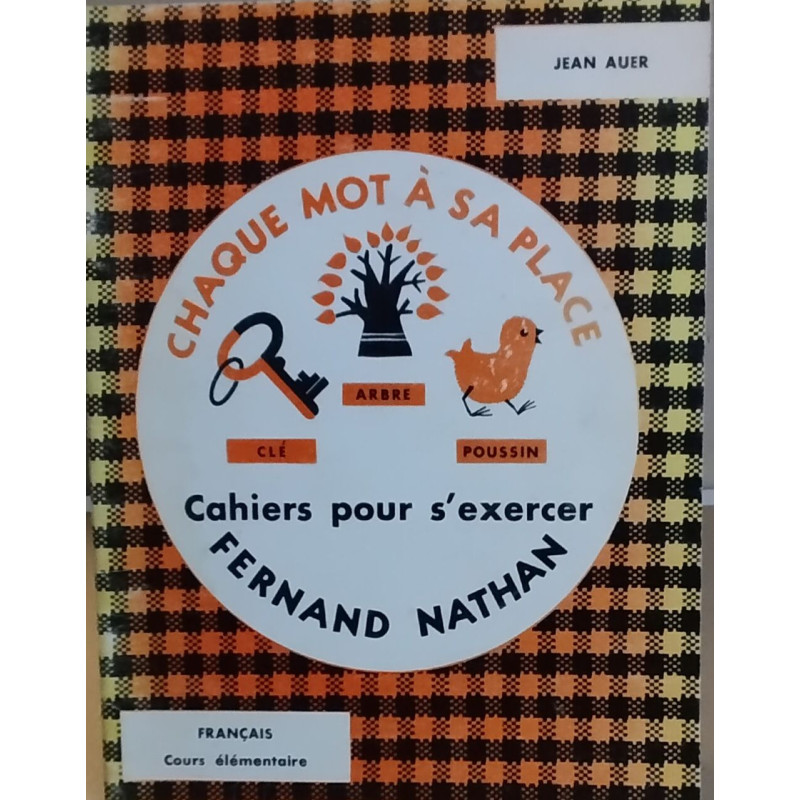 JEAN AUER
CHAQUE MOT À SA PLACE
ARBRE
CLÉ
POUSSIN
Cahiers pour s'exercer
FERNAND NATHAN
FRANÇAIS
Cours élémentaire